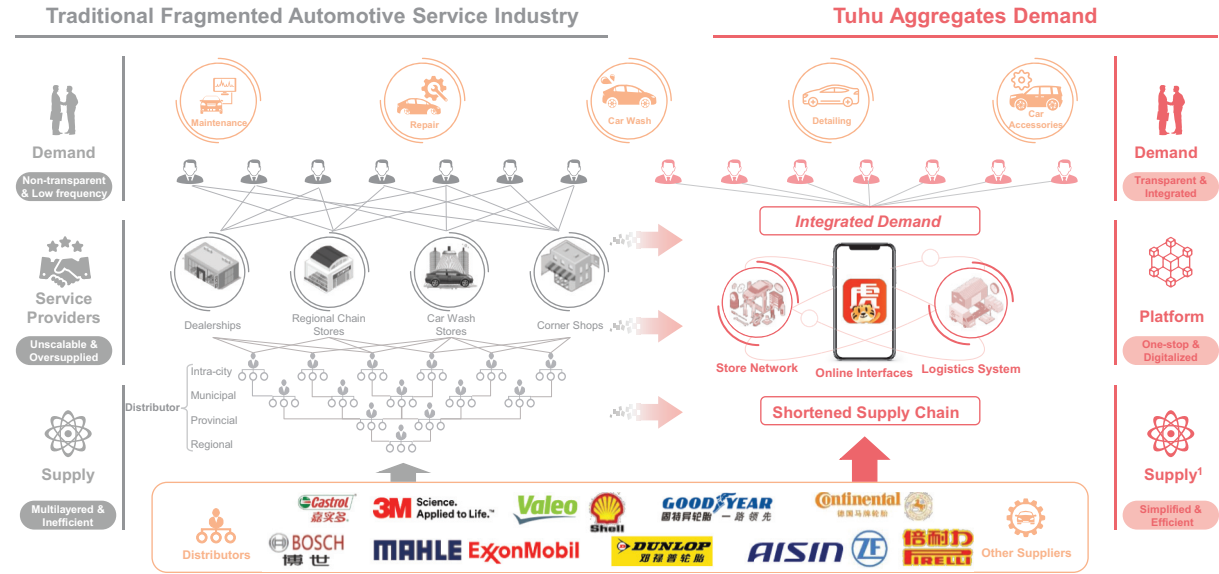 Traditional Fragmented Automotive Service Industry
Tuhu Aggregates Demand
Maintenance
Repair
Car Wash
Detailing
Car
Accessories
Demand
Non-transparent
& Low frequency
Demand
Transparent &
Integrated
Integrated Demand
Service
Providers
Unscalable &
Oversupplied
Dealerships
Regional Chain
Stores
Car Wash
Stores
Corner Shops
虎
Store Network
Online Interfaces
Logistics System
Platform
One-stop &
Digitalized
Distributor
Intra-city
Municipal
Provincial
Regional
Shortened Supply Chain
Supply
Multilayered &
Inefficient
Supply¹
Simplified &
Efficient
Distributors
Castrol
嘉实多
3M Science.
Applied to Life.™
Valeo
Shell
GOODYEAR
固特异轮胎 一路领先
Continental
德国马牌轮胎
BOSCH
博世
MAHLE
ExxonMobil
DUNLOP
邓禄普轮胎
AISIN
ZF
倍耐力
PIRELLI
Other Suppliers